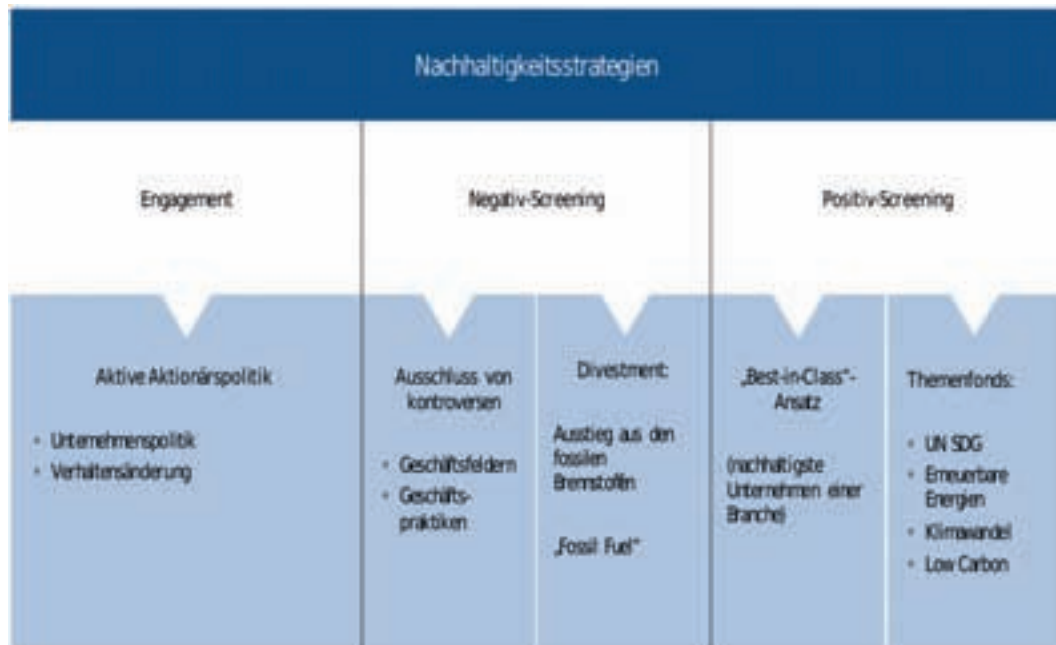 Nachhaltigkeitsstrategien
Engagement
Negativ-Screening
Positiv-Screening
Aktive Aktionärspolitik
• Unternehmenspolitik
• Verhaltensänderung
Ausschluss von
kontroversen
• Geschäftsfeldern
• Geschäfts-
praktiken
Divestment:
Ausstieg aus den
fossilen
Brennstoffen
„Fossil Fuel“
„Best-in-Class“-
Ansatz
(nachhaltigste
Unternehmen einer
Branche)
Themenfonds:
• UN SDG
• Erneuerbare
Energien
• Klimawandel
• Low Carbon